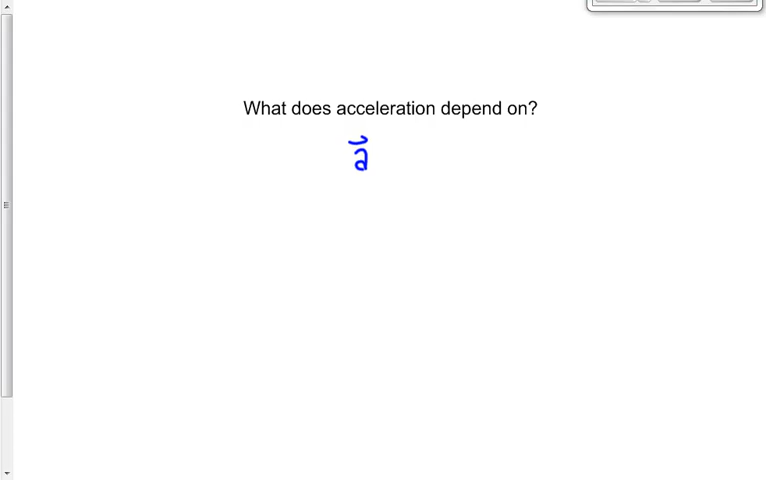 What does acceleration depend on?
a⃗